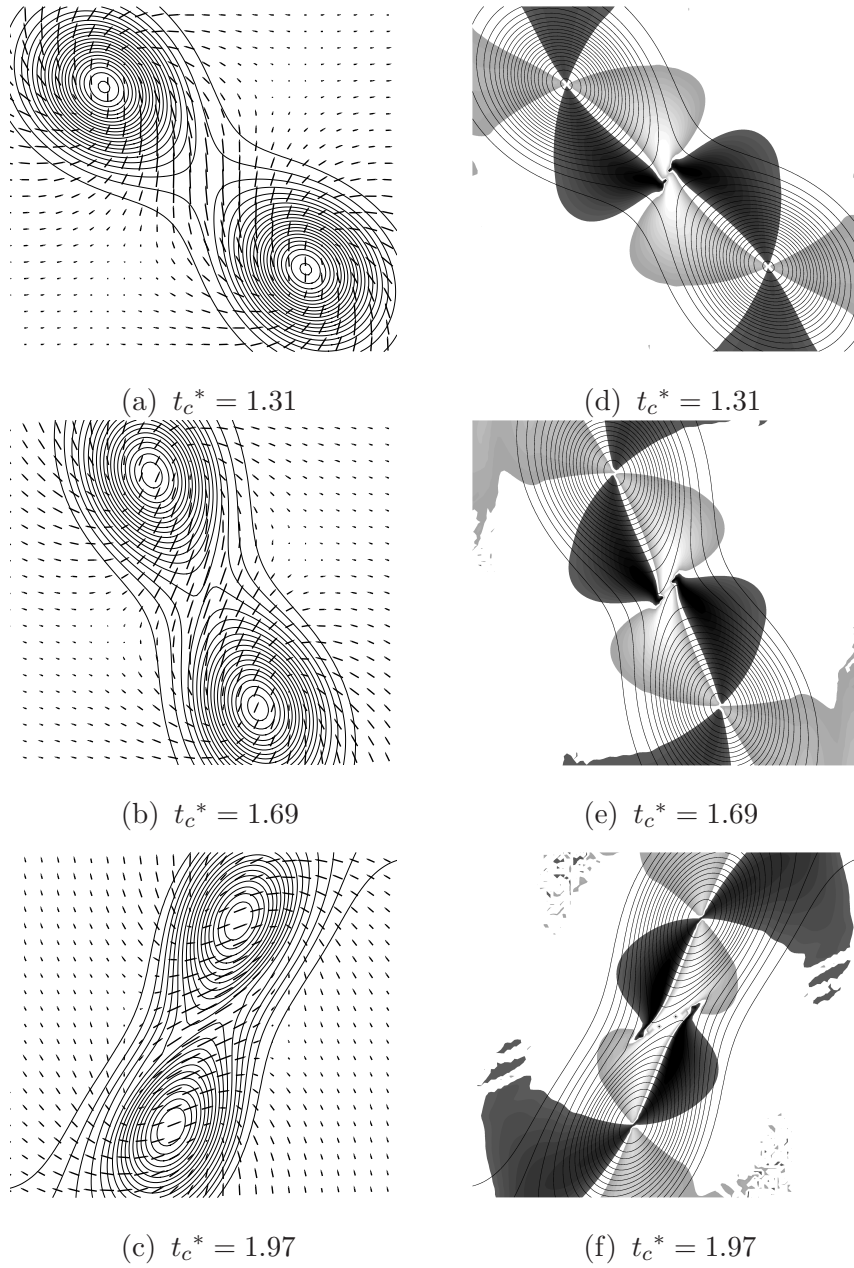 (a) $t_c{}^* = 1.31$
(d) $t_c{}^* = 1.31$
(b) $t_c{}^* = 1.69$
(e) $t_c{}^* = 1.69$
(c) $t_c{}^* = 1.97$
(f) $t_c{}^* = 1.97$